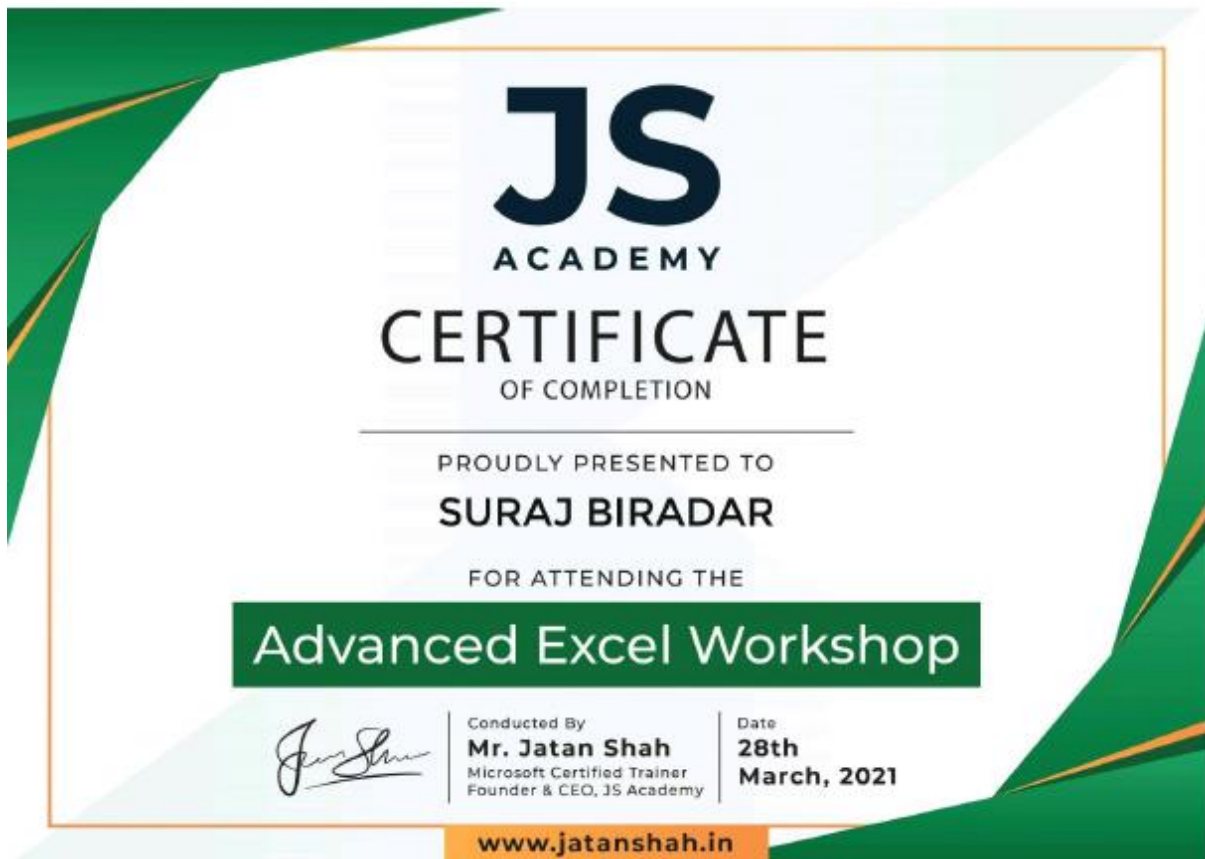 JS
ACADEMY
CERTIFICATE
OF COMPLETION
PROUDLY PRESENTED TO
SURAJ BIRADAR
FOR ATTENDING THE
Advanced Excel Workshop
Conducted By
Mr. Jatan Shah
Microsoft Certified Trainer
Founder & CEO, JS Academy
Date
28th
March, 2021
www.jatanshah.in